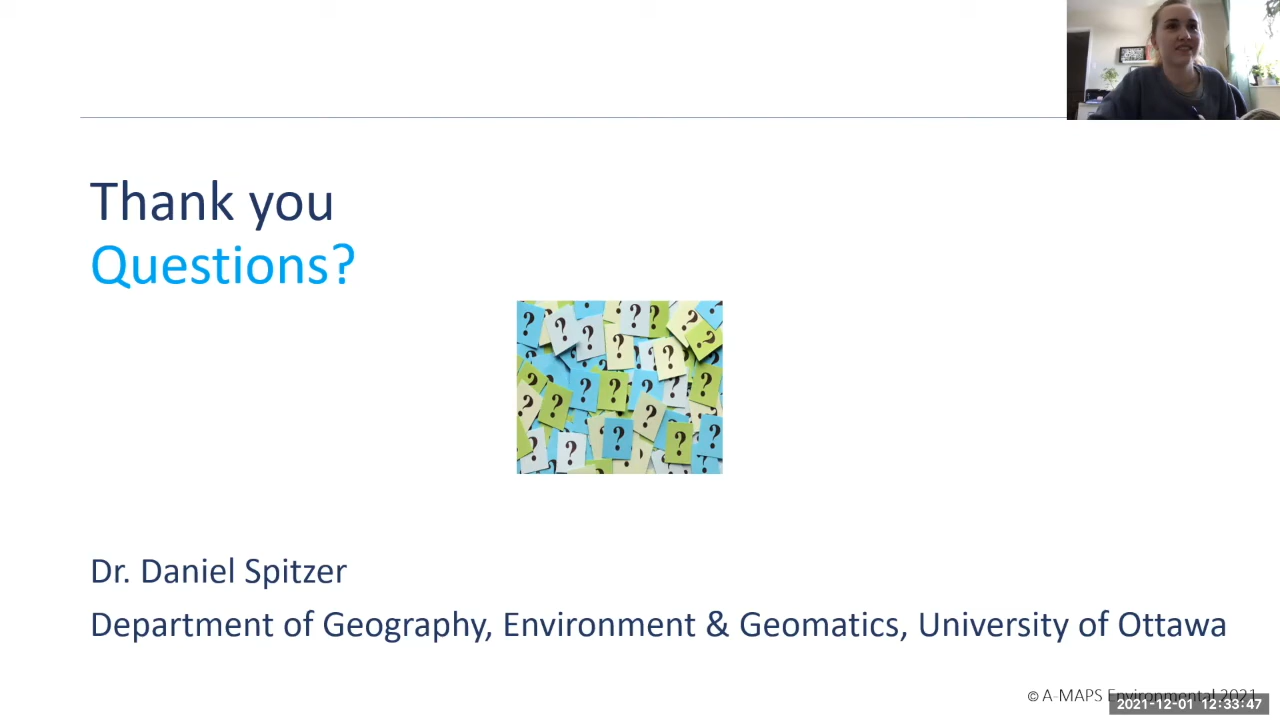 Thank you
Questions?
? ? ? ? ? ? ? ? ? ? ? ? ? ? ? ? ? ? ? ? ? ? ? ?
Dr. Daniel Spitzer
Department of Geography, Environment & Geomatics, University of Ottawa
© A-MAPS Environmental 2021
2021-12-01 12:33:47